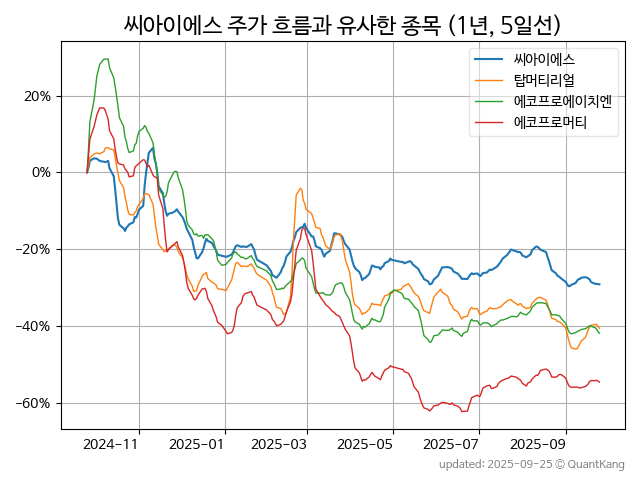 씨아이에스 주가 흐름과 유사한 종목 (1년, 5일선)
씨아이에스
탑머티리얼
에코프로에이치엔
에코프로머티
20%
0%
−20%
−40%
−60%
2024-11
2025-01
2025-03
2025-05
2025-07
2025-09
updated: 2025-09-25 © QuantKang